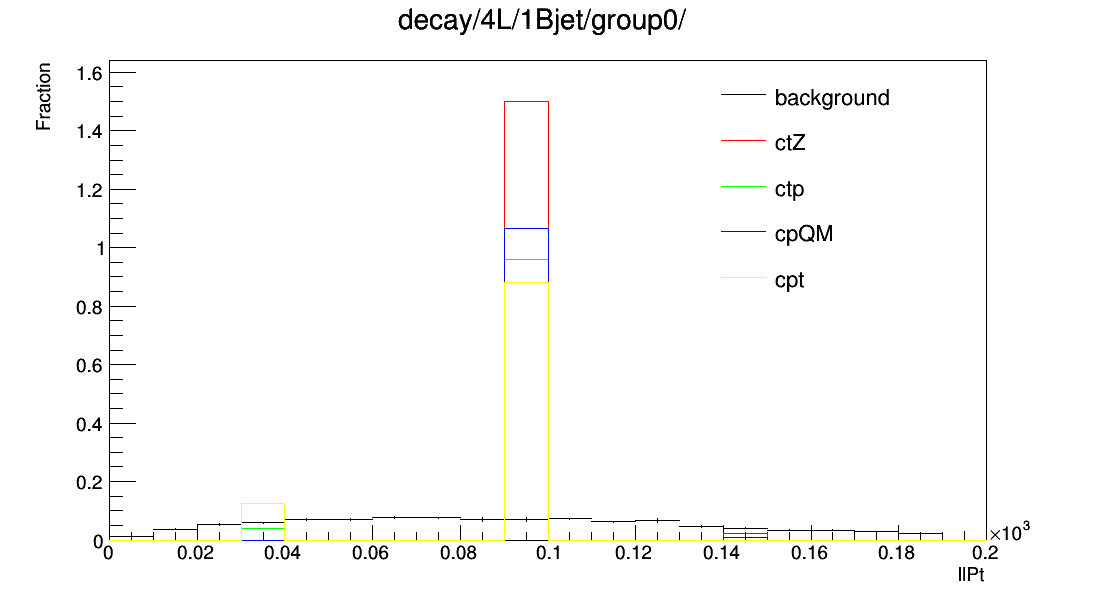 decay/4L/1Bjet/group0/
Fraction
1.6
1.4
1.2
1
0.8
0.6
0.4
0.2
0
background
ctZ
ctp
cpQM
cpt
0 0.02 0.04 0.06 0.08 0.1 0.12 0.14 0.16 0.18 0.2
×10³
llPt